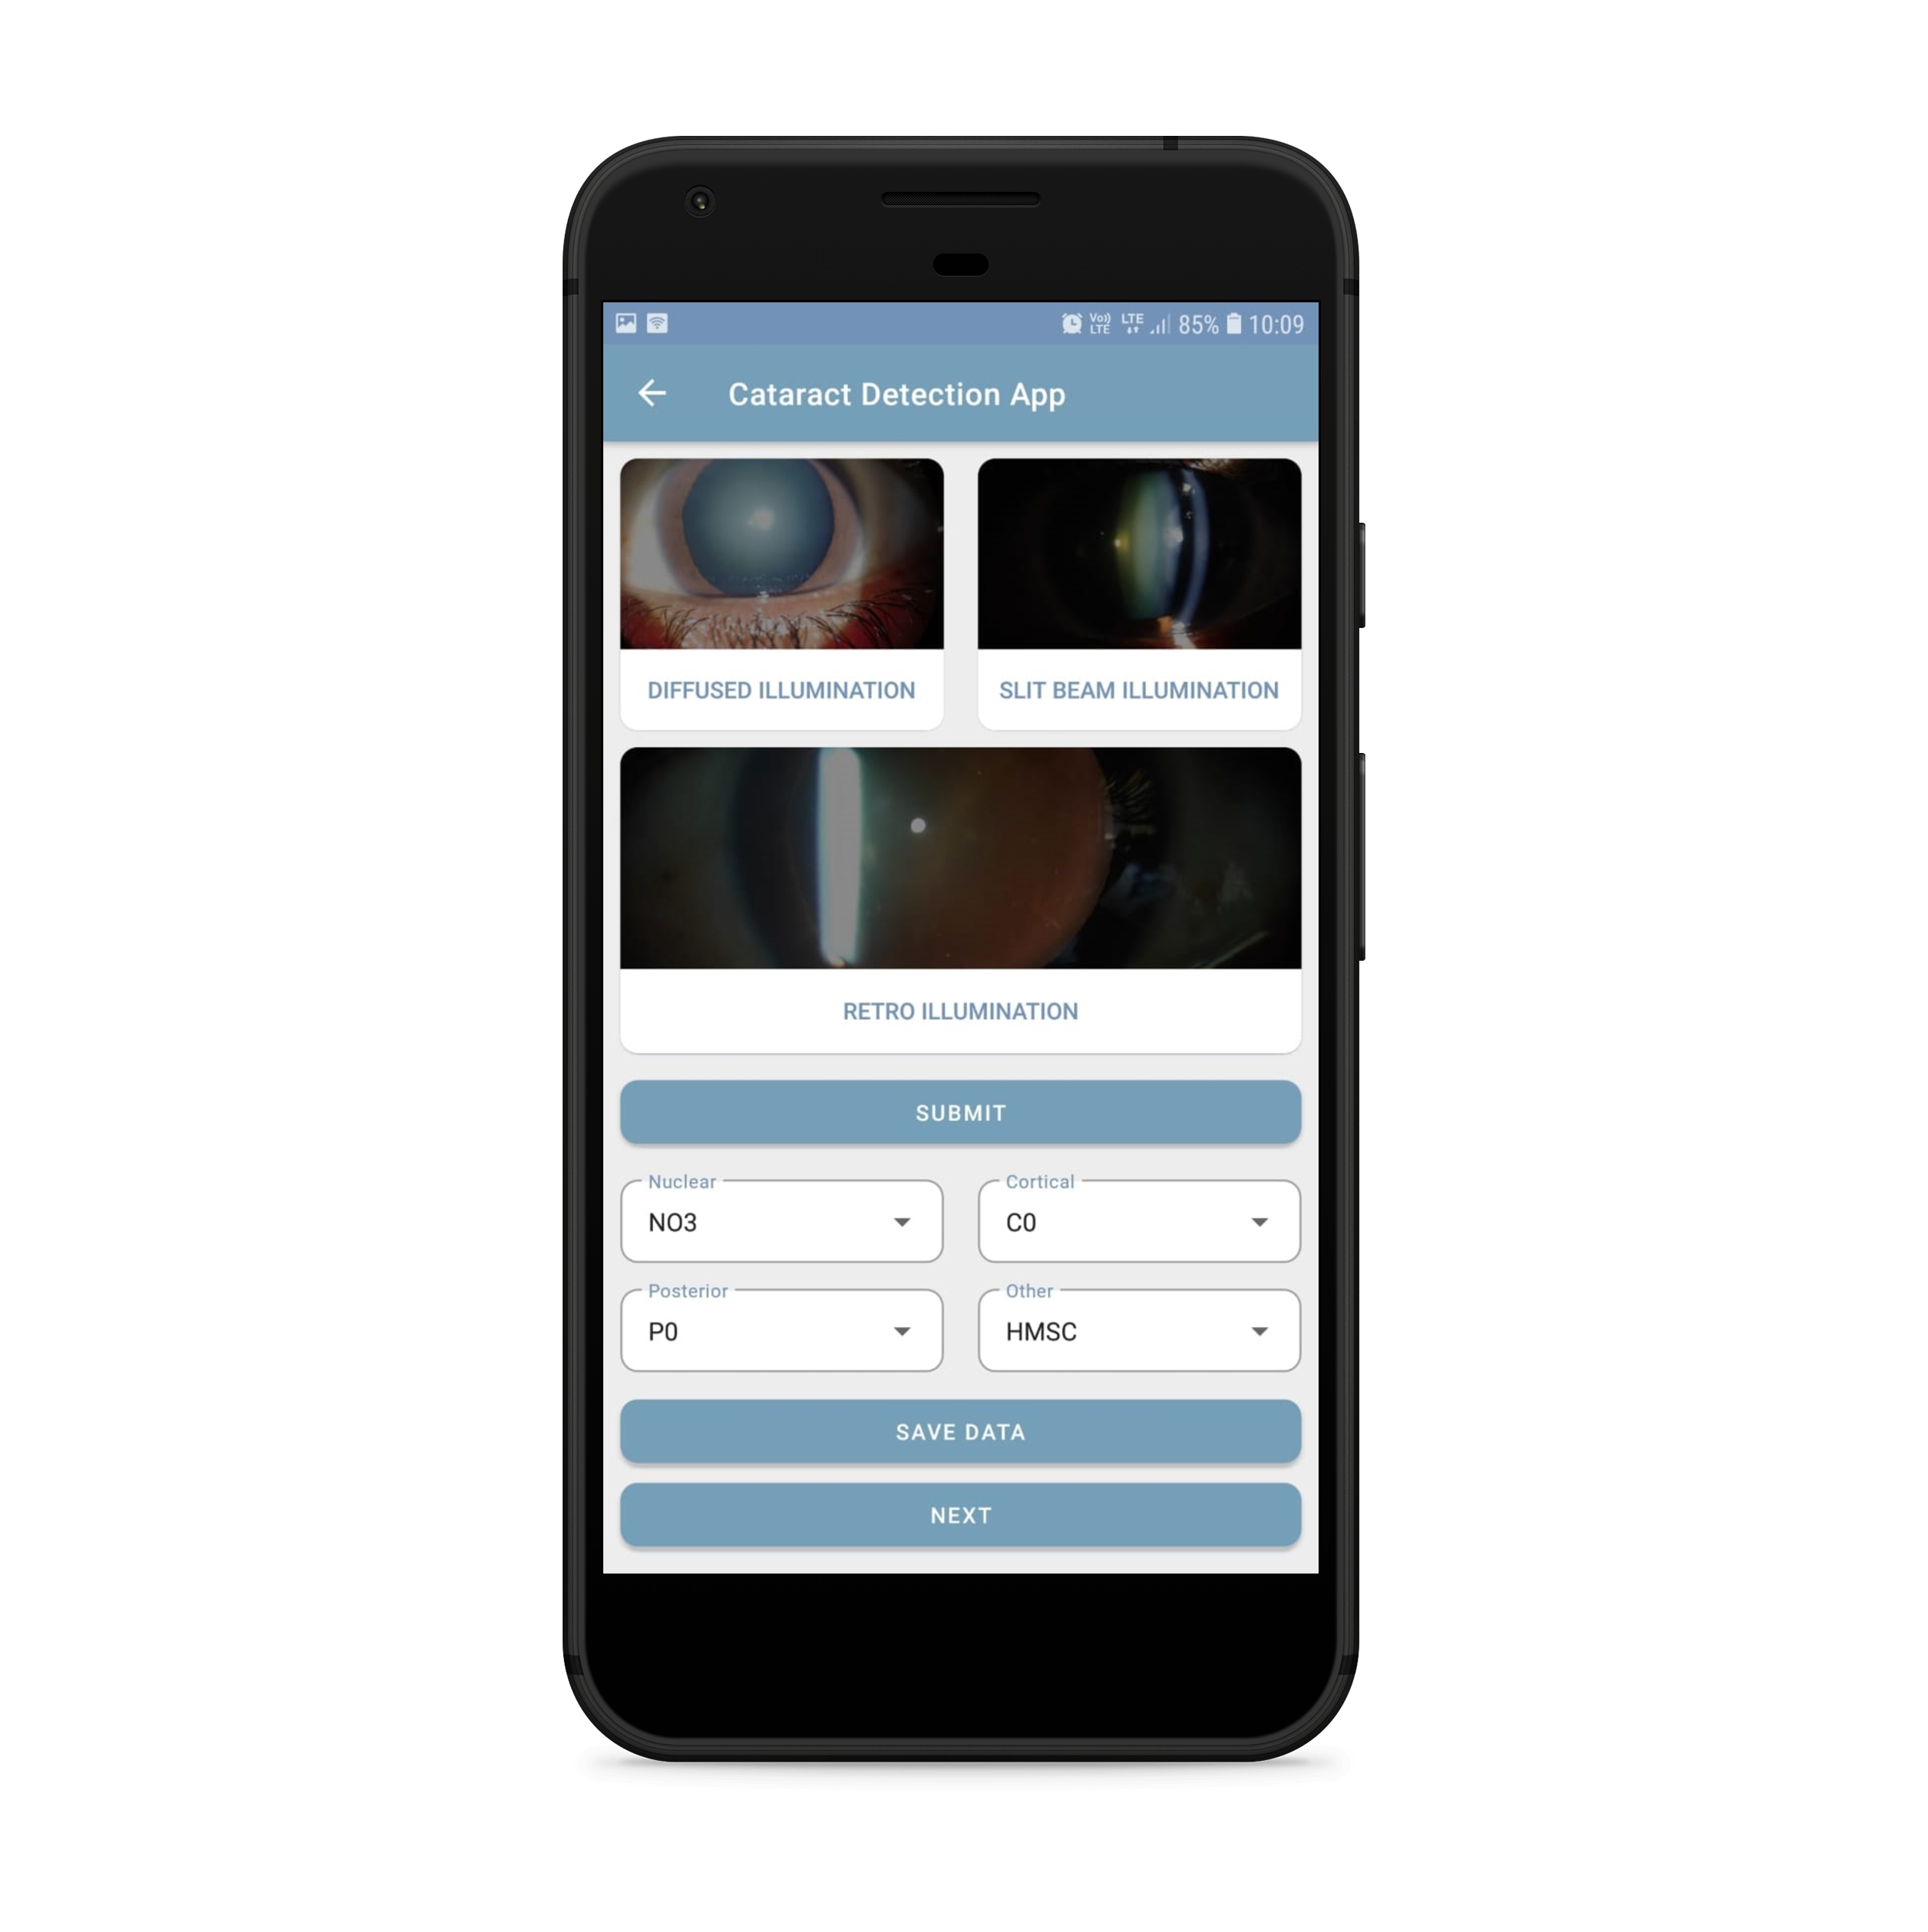 Vo)) LTE LTE 85% 10:09
Cataract Detection App
DIFFUSED ILLUMINATION
SLIT BEAM ILLUMINATION
RETRO ILLUMINATION
SUBMIT
Nuclear
NO3
Cortical
C0
Posterior
P0
Other
HMSC
SAVE DATA
NEXT